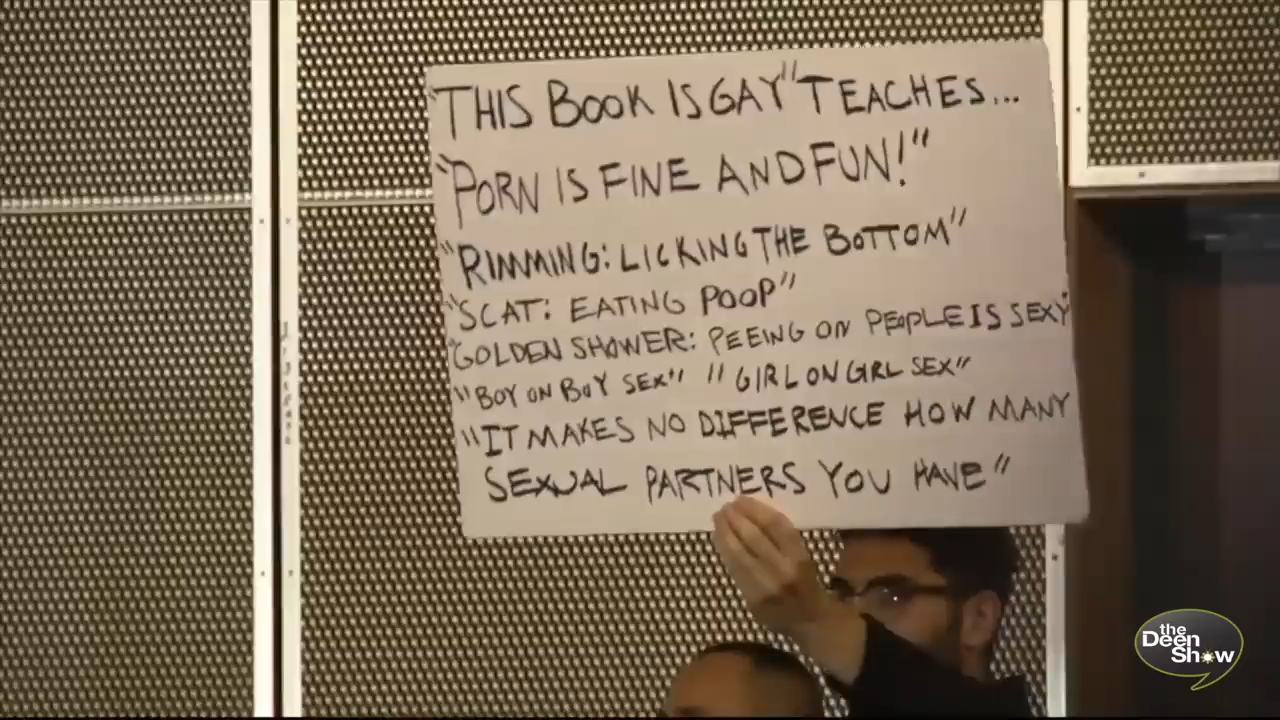 "THIS BOOK IS GAY" TEACHES...
"PORN IS FINE AND FUN!"
"RIMMING: LICKING THE BOTTOM"
"SCAT: EATING POOP"
"GOLDEN SHOWER: PEEING ON PEOPLE IS SEXY"
"BOY ON BOY SEX" "GIRL ON GIRL SEX"
"IT MAKES NO DIFFERENCE HOW MANY
SEXUAL PARTNERS YOU HAVE"
the
Deen
Show